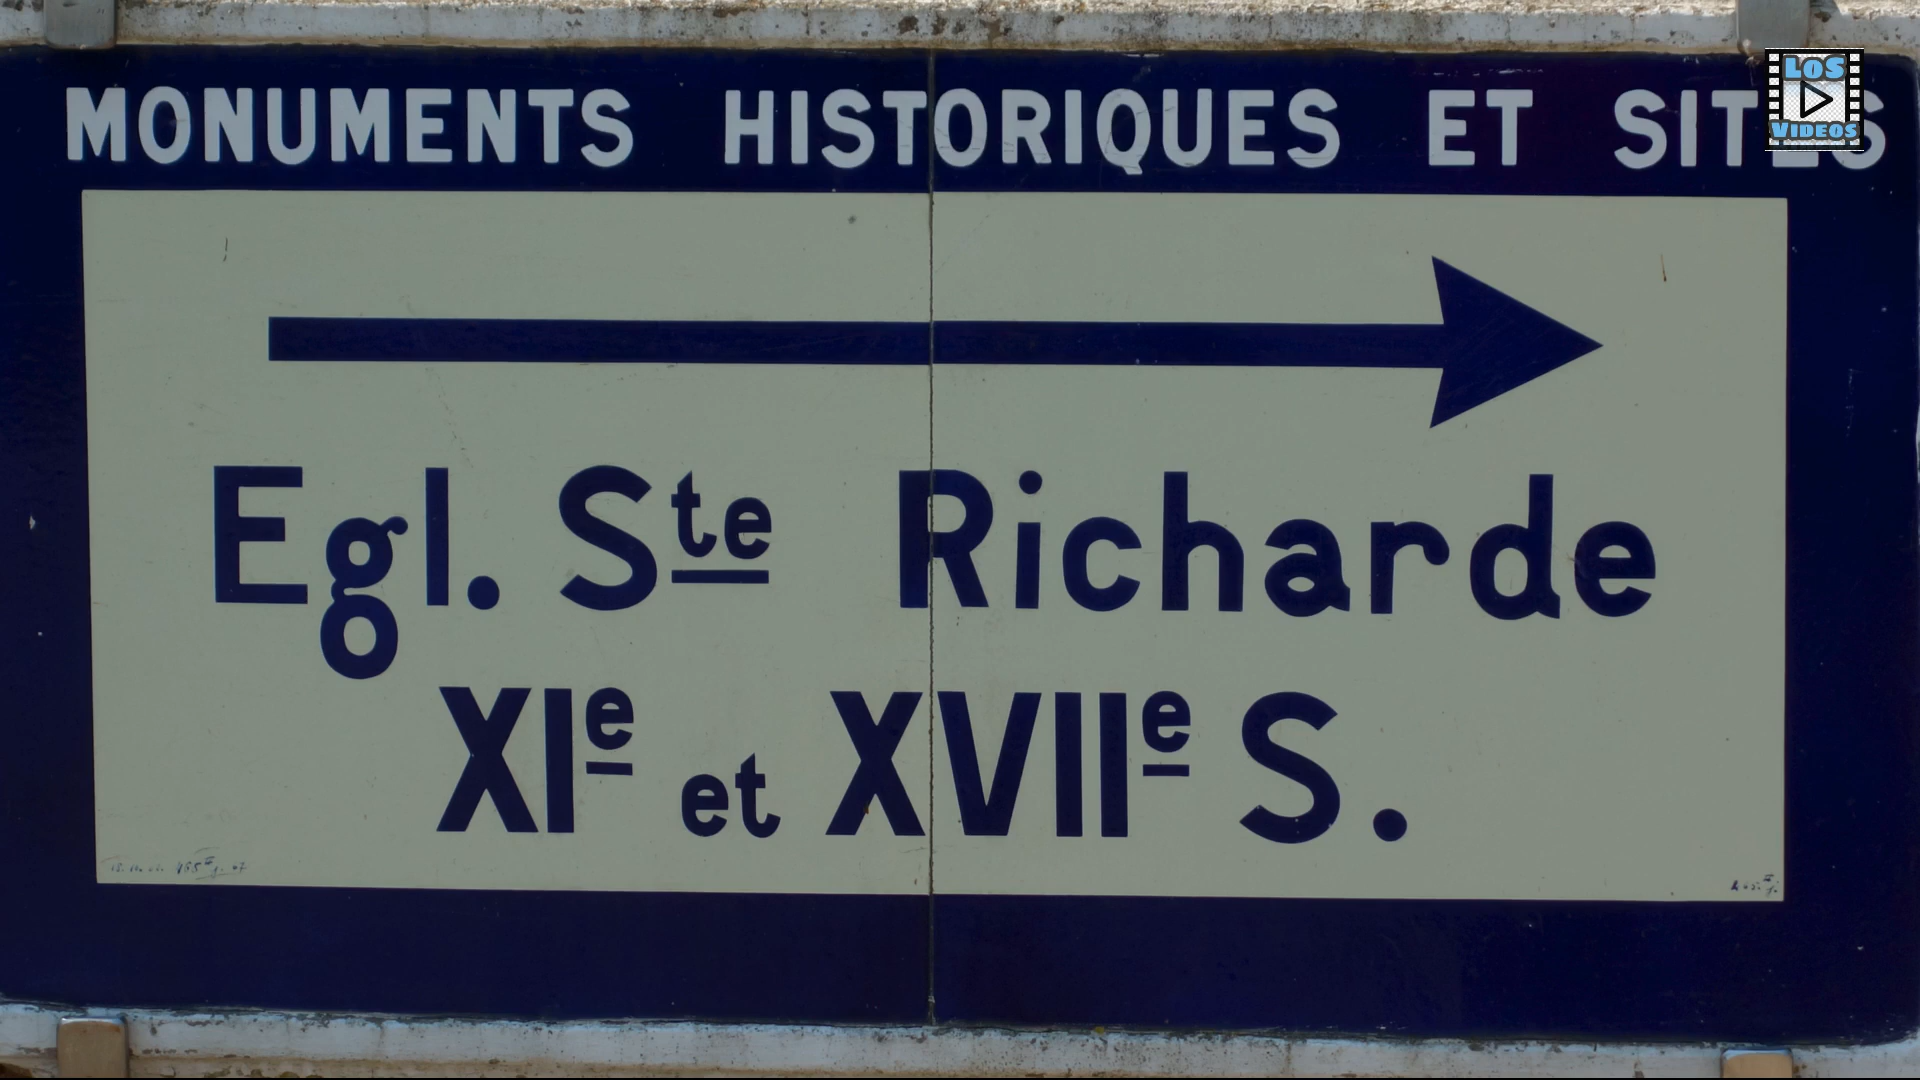 MONUMENTS HISTORIQUES ET SITES
LOS
VIDEOS
Egl. Ste Richarde
XIe et XVIIe S.